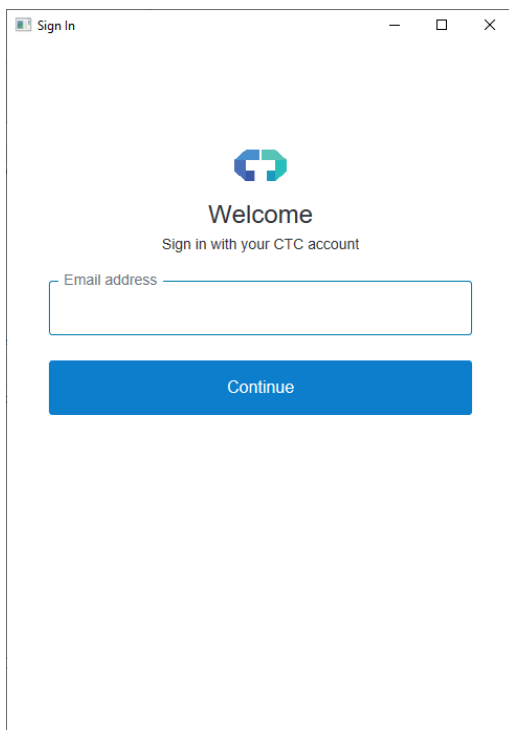 Sign In
Welcome
Sign in with your CTC account
Email address
Continue